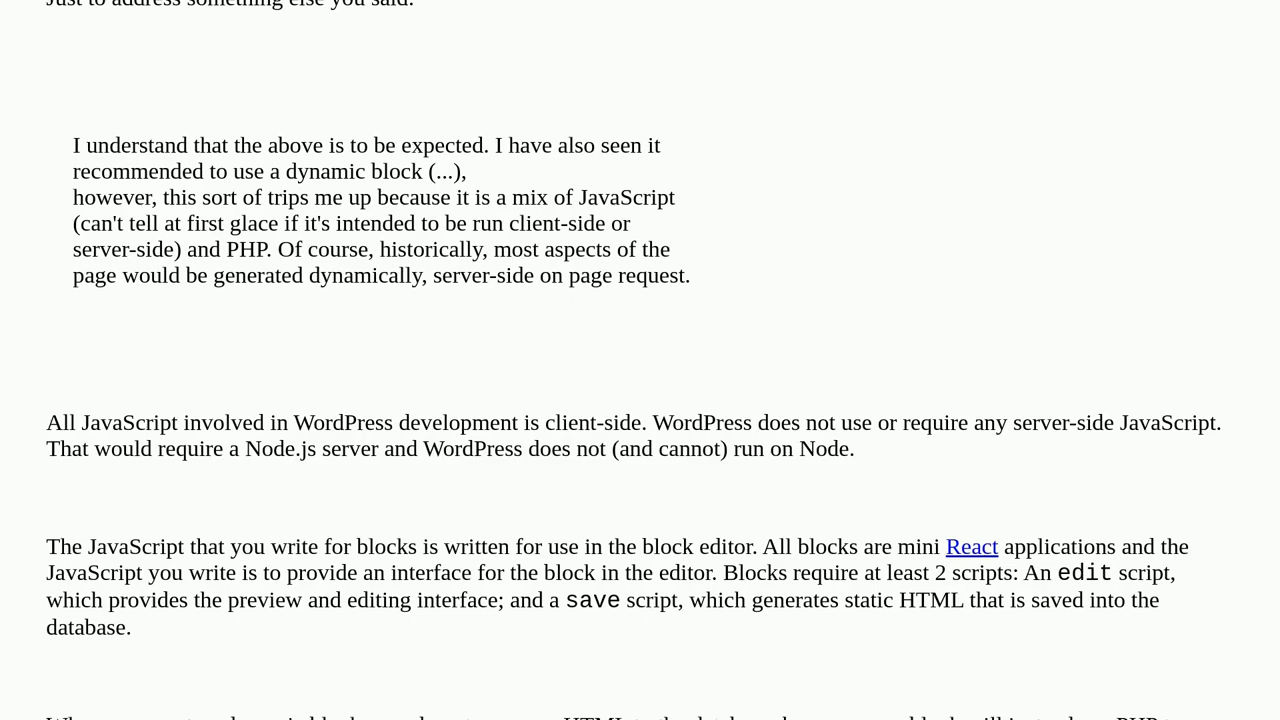 Just to address something else you said:
I understand that the above is to be expected. I have also seen it
recommended to use a dynamic block (...),
however, this sort of trips me up because it is a mix of JavaScript
(can't tell at first glace if it's intended to be run client-side or
server-side) and PHP. Of course, historically, most aspects of the
page would be generated dynamically, server-side on page request.
All JavaScript involved in WordPress development is client-side. WordPress does not use or require any server-side JavaScript.
That would require a Node.js server and WordPress does not (and cannot) run on Node.
The JavaScript that you write for blocks is written for use in the block editor. All blocks are mini React applications and the
JavaScript you write is to provide an interface for the block in the editor. Blocks require at least 2 scripts: An edit script,
which provides the preview and editing interface; and a save script, which generates static HTML that is saved into the
database.